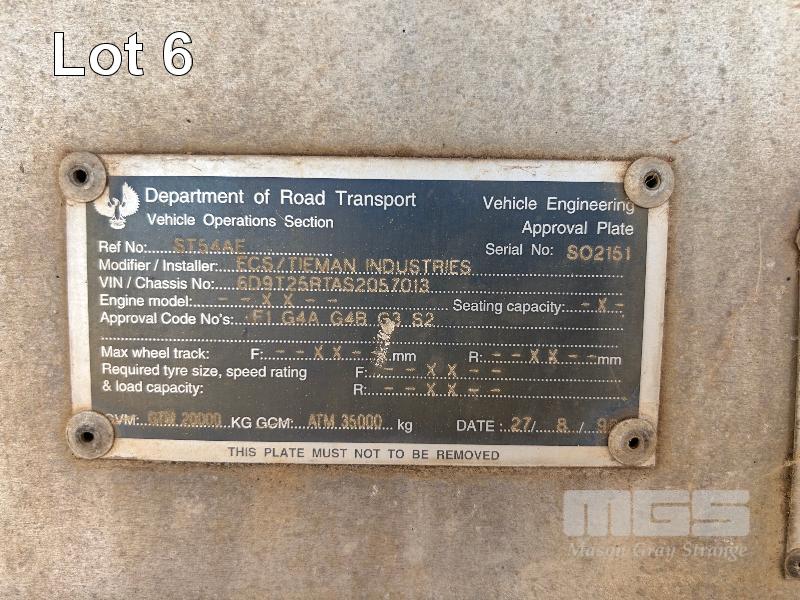 Lot 6
Department of Road Transport
Vehicle Operations Section
Vehicle Engineering
Approval Plate
Serial No: SO2151
Ref No: ST54AE
Modifier / Installer: ECS/TIEMAN INDUSTRIES
VIN / Chassis No: 6D9T25RTAS2057013
Engine model: - - X X - - Seating capacity: - X -
Approval Code No's: F1 G4A G4B G3 S2
Max wheel track: F: - - X X - - mm R: - - X X - - mm
Required tyre size, speed rating F: - - X X - -
& load capacity: R: - - X X - -
GVM: GTM 20000 KG GCM: ATM 35000 kg DATE: 27/ 8 /
THIS PLATE MUST NOT TO BE REMOVED
MGS
Mason Gray Strange